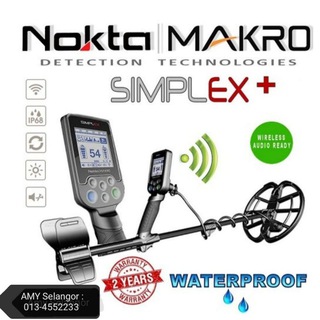 Nokta MAKRO
DETECTION TECHNOLOGIES
SIMPLEX+
IP68
SIMPLEX+
54
WIRELESS
AUDIO READY
WARRANTY
2 YEARS
WARRANTY
WATERPROOF
AMY Selangor :
013-4552233